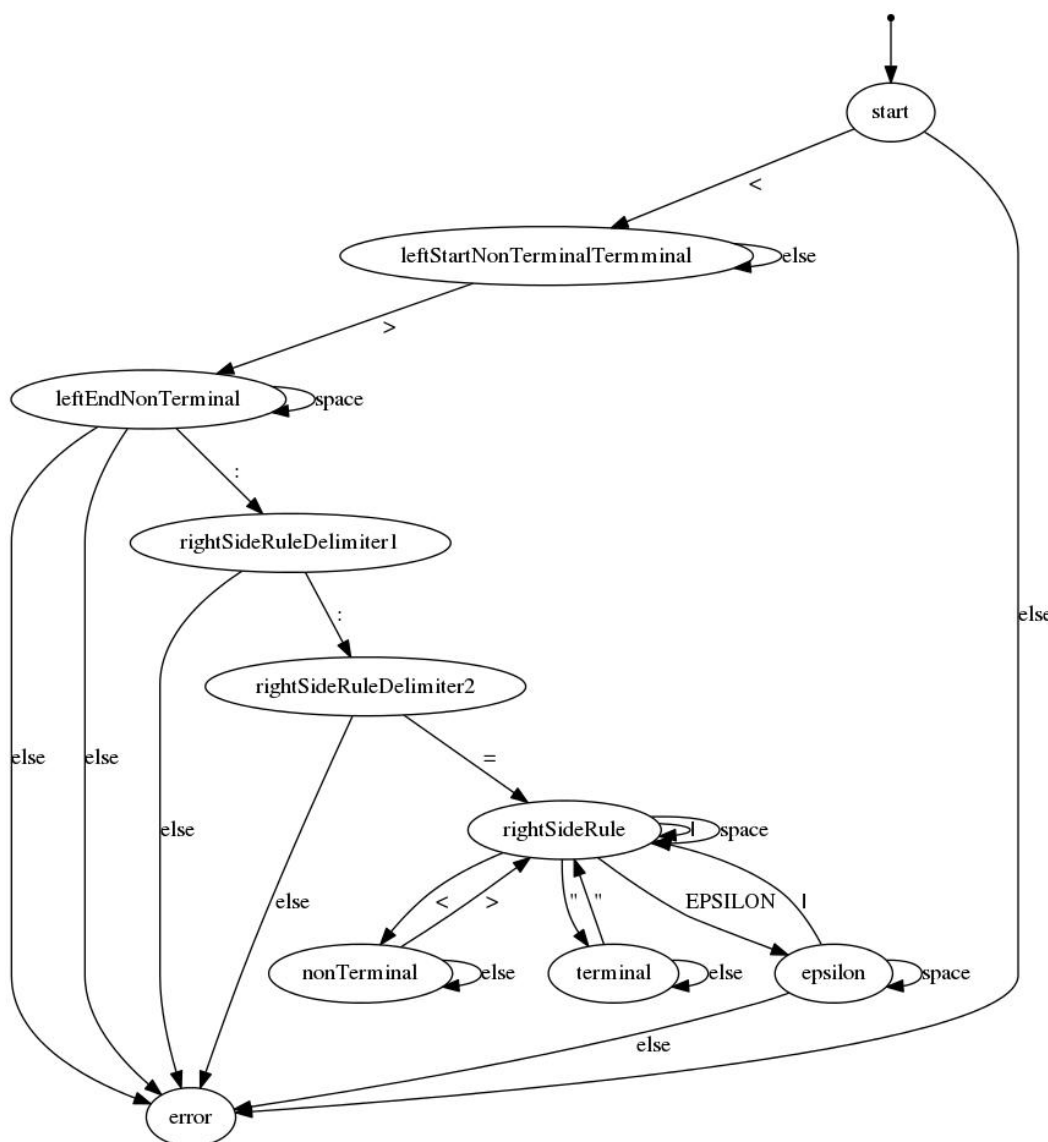 start
<
leftStartNonTerminalTermminal
else
>
leftEndNonTerminal
space
:
rightSideRuleDelimiter1
:
else
rightSideRuleDelimiter2
else
else
else
=
rightSideRule
|
space
else
<
>
"
"
EPSILON
|
nonTerminal
else
terminal
else
epsilon
space
else
error